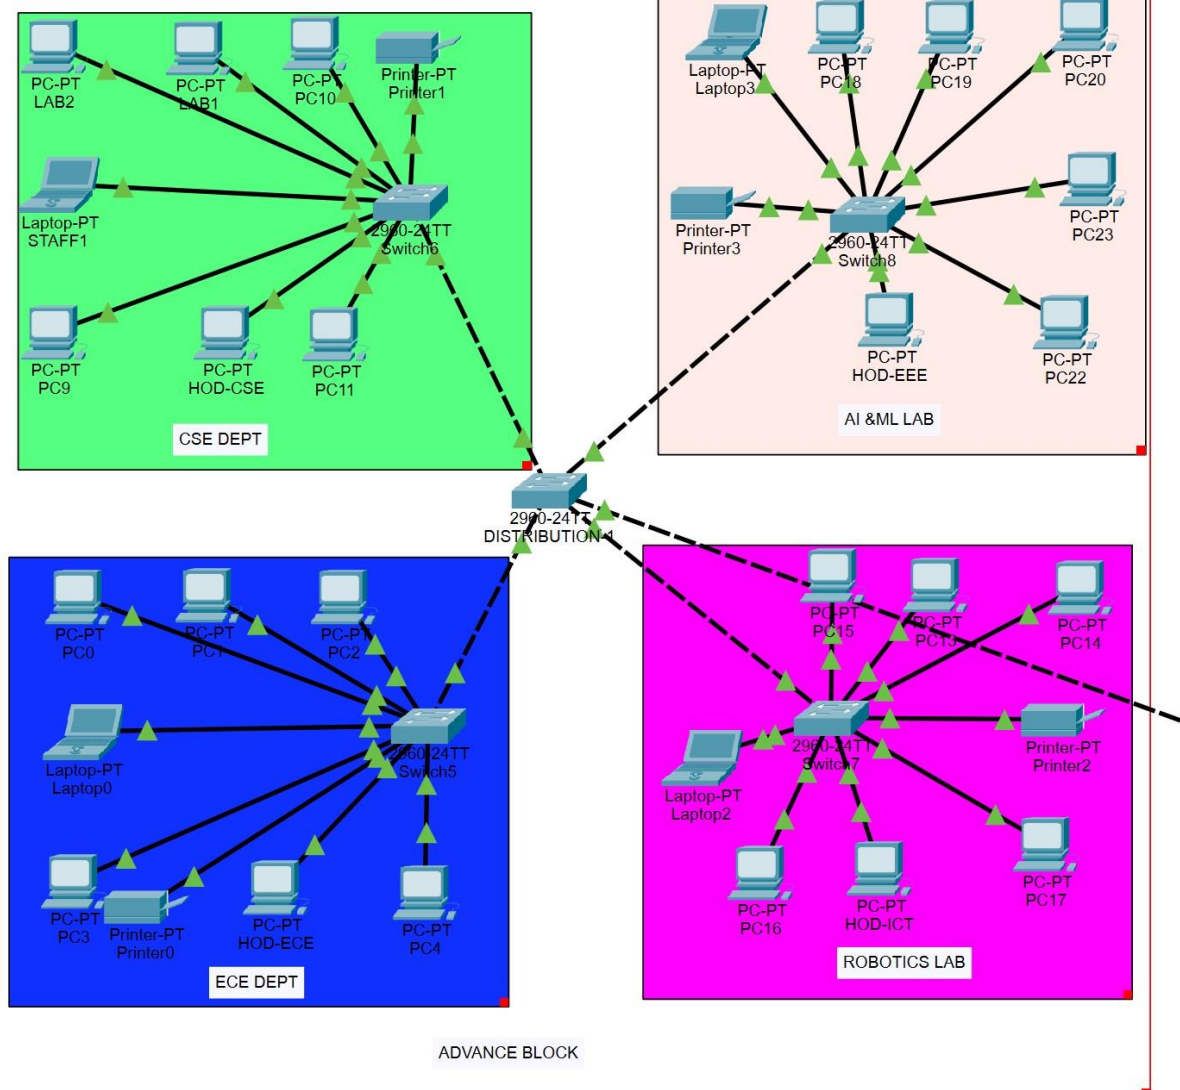 PC-PT
LAB2
PC-PT
LAB1
PC-PT
PC10
Printer-PT
Printer1
Laptop-PT
STAFF1
2960-24TT
Switch6
PC-PT
PC9
PC-PT
HOD-CSE
PC-PT
PC11
CSE DEPT
Laptop-PT
Laptop3
PC-PT
PC18
PC-PT
PC19
PC-PT
PC20
Printer-PT
Printer3
2960-24TT
Switch8
PC-PT
PC23
PC-PT
HOD-EEE
PC-PT
PC22
AI &ML LAB
2960-24TT
DISTRIBUTION-1
PC-PT
PC0
PC-PT
PC1
PC-PT
PC2
Laptop-PT
Laptop0
2960-24TT
Switch5
PC-PT
PC3
Printer-PT
Printer0
PC-PT
HOD-ECE
PC-PT
PC4
ECE DEPT
PC-PT
PC15
PC-PT
PC13
PC-PT
PC14
Laptop-PT
Laptop2
2960-24TT
Switch7
Printer-PT
Printer2
PC-PT
PC16
PC-PT
HOD-ICT
PC-PT
PC17
ROBOTICS LAB
ADVANCE BLOCK